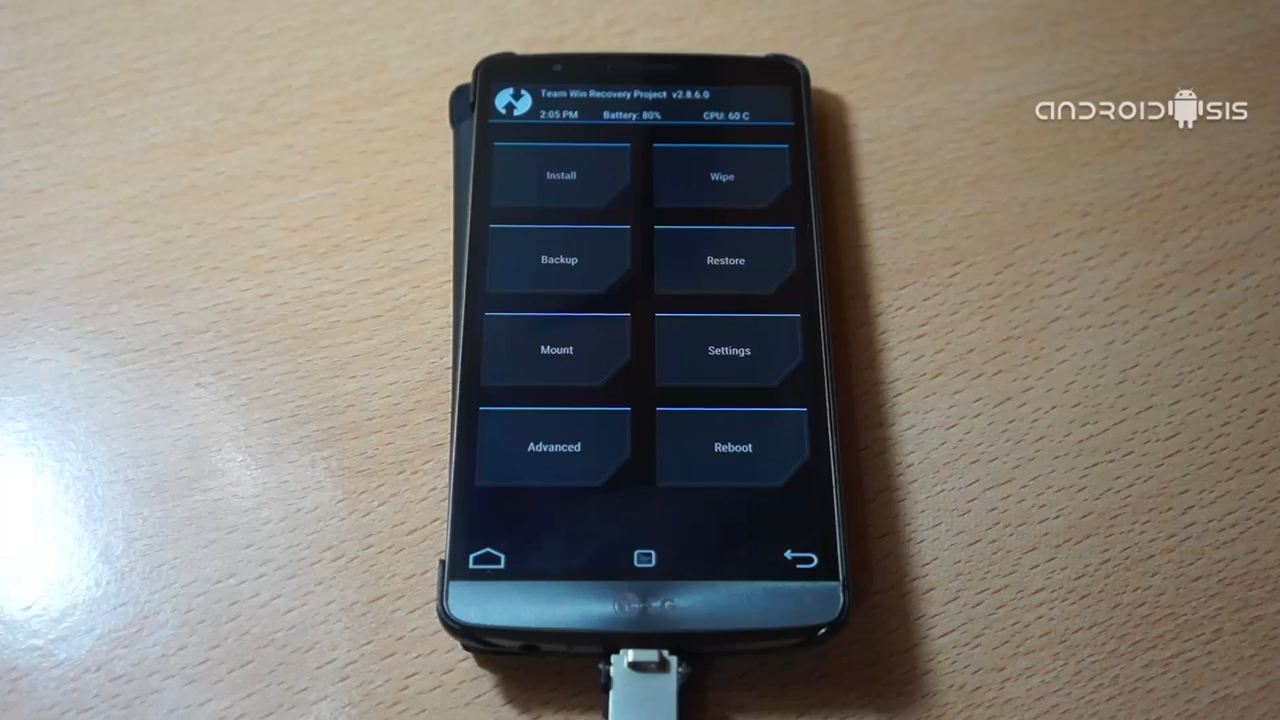 Team Win Recovery Project v2.8.6.0
2:05 PM Battery: 80% CPU: 60 C
ANDROIDSIS
Install Wipe
Backup Restore
Mount Settings
Advanced Reboot
LG